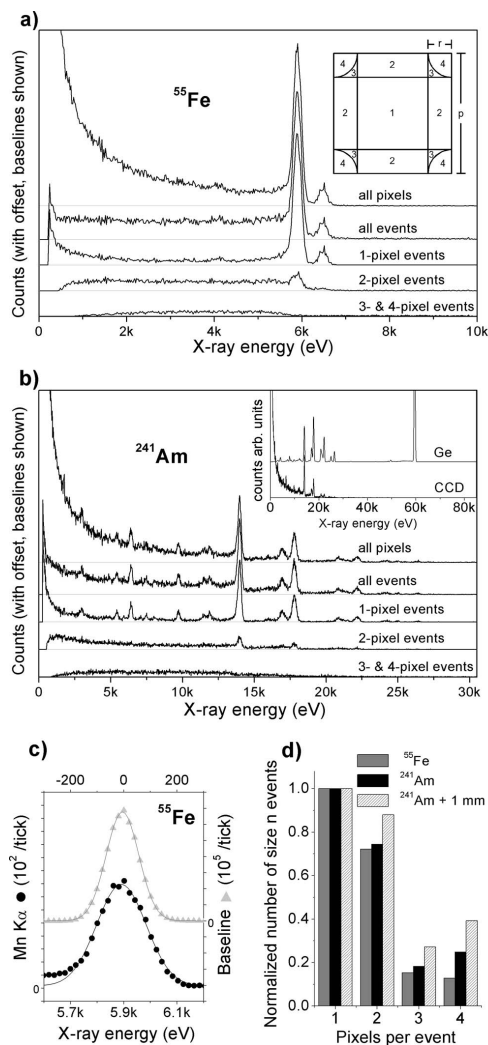 a)
55Fe
r
4 2 4
3 3
2 1 2
p
3 3
4 2 4
all pixels
all events
1-pixel events
2-pixel events
3- & 4-pixel events
Counts (with offset, baselines shown)
0 2k 4k 6k 8k 10k
X-ray energy (eV)
b)
241Am
counts arb. units
Ge
CCD
0 20k 40k 60k 80k
X-ray energy (eV)
all pixels
all events
1-pixel events
2-pixel events
3- & 4-pixel events
Counts (with offset, baselines shown)
0 5k 10k 15k 20k 25k 30k
X-ray energy (eV)
c)
-200 0 200
55Fe
Mn Kα ● (10² /tick)
Baseline ▲ (10⁵ /tick)
0
0
5.7k 5.9k 6.1k
X-ray energy (eV)
d)
55Fe
241Am
241Am + 1 mm
Normalized number of size n events
1.0
0.8
0.6
0.4
0.2
0.0
1 2 3 4
Pixels per event